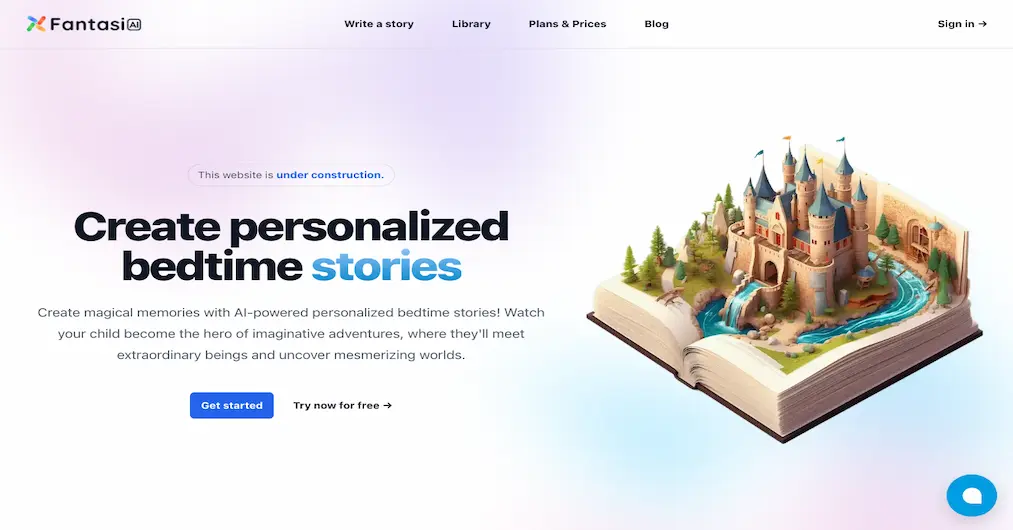 Fantasi AI
Write a story
Library
Plans & Prices
Blog
Sign in →
This website is under construction.
Create personalized
bedtime stories
Create magical memories with AI-powered personalized bedtime stories! Watch
your child become the hero of imaginative adventures, where they'll meet
extraordinary beings and uncover mesmerizing worlds.
Get started
Try now for free →